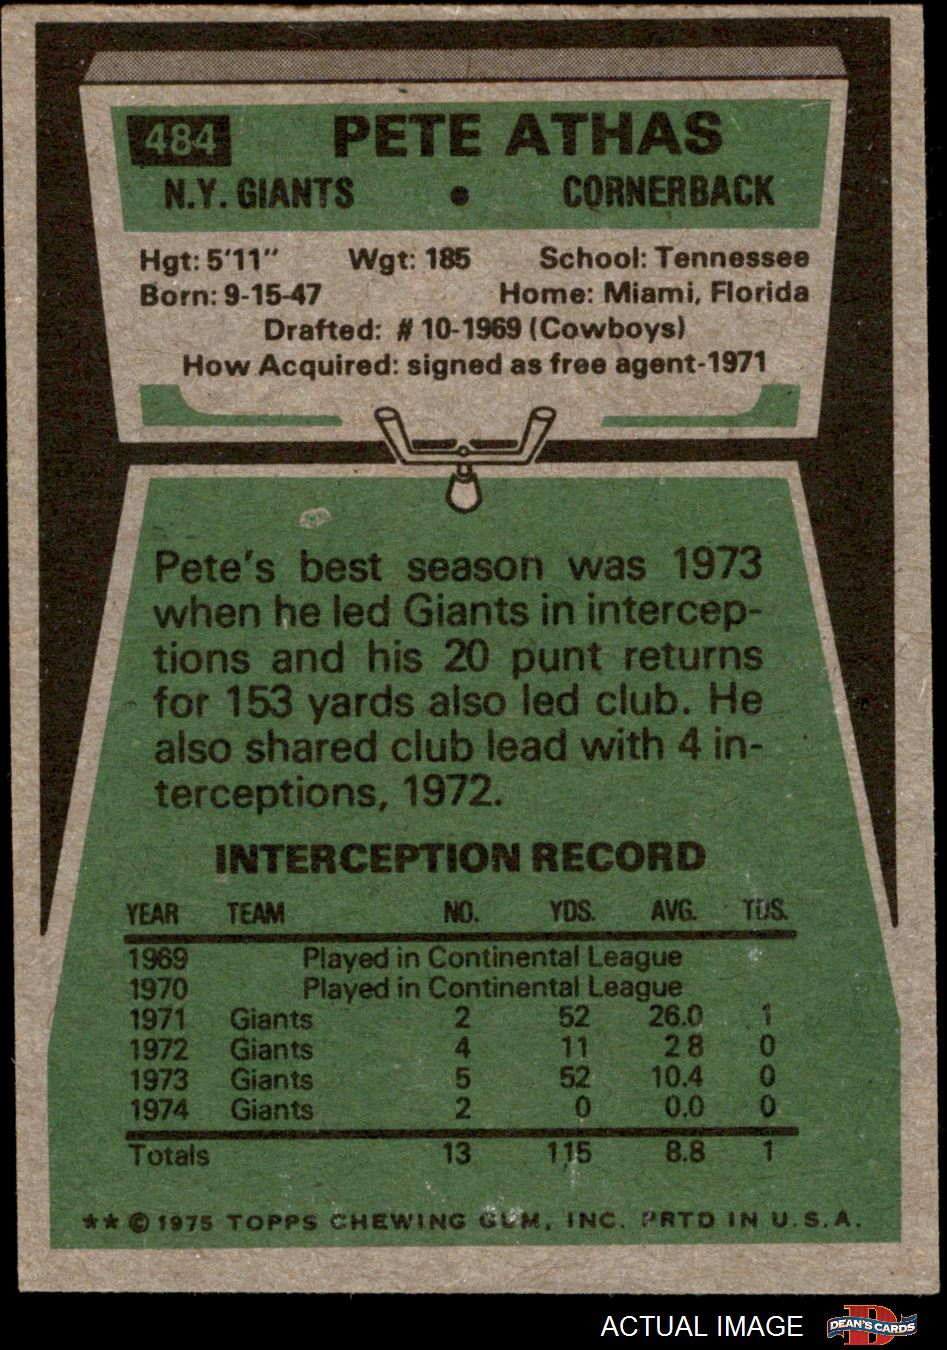 484 PETE ATHAS
N.Y. GIANTS • CORNERBACK
Hgt: 5'11" Wgt: 185 School: Tennessee
Born: 9-15-47 Home: Miami, Florida
Drafted: # 10-1969 (Cowboys)
How Acquired: signed as free agent-1971
Pete's best season was 1973
when he led Giants in intercep-
tions and his 20 punt returns
for 153 yards also led club. He
also shared club lead with 4 in-
terceptions, 1972.
INTERCEPTION RECORD
YEAR TEAM NO. YDS. AVG. TDS.
1969 Played in Continental League
1970 Played in Continental League
1971 Giants 2 52 26.0 1
1972 Giants 4 11 2 8 0
1973 Giants 5 52 10.4 0
1974 Giants 2 0 0.0 0
Totals 13 115 8.8 1
** © 1975 TOPPS CHEWING GUM, INC. PRTD IN U.S.A.
ACTUAL IMAGE D DEAN'S CARDS